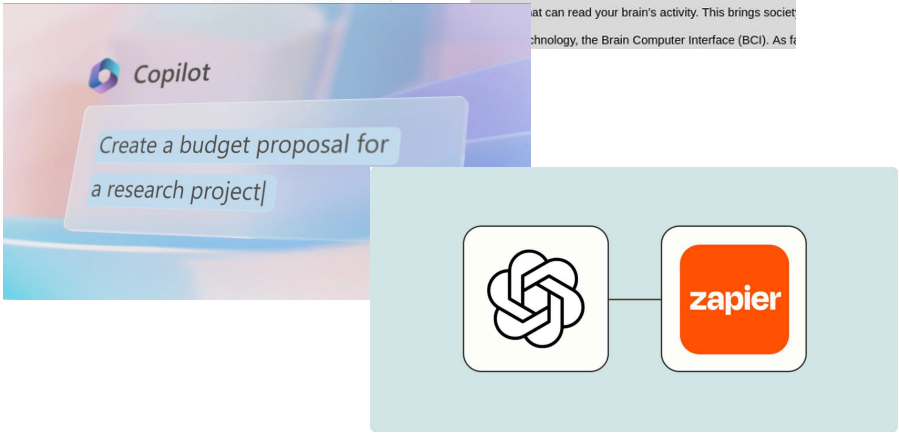 at can read your brain's activity. This brings society
chnology, the Brain Computer Interface (BCI). As
Copilot
Create a budget proposal for
a research project
zapier